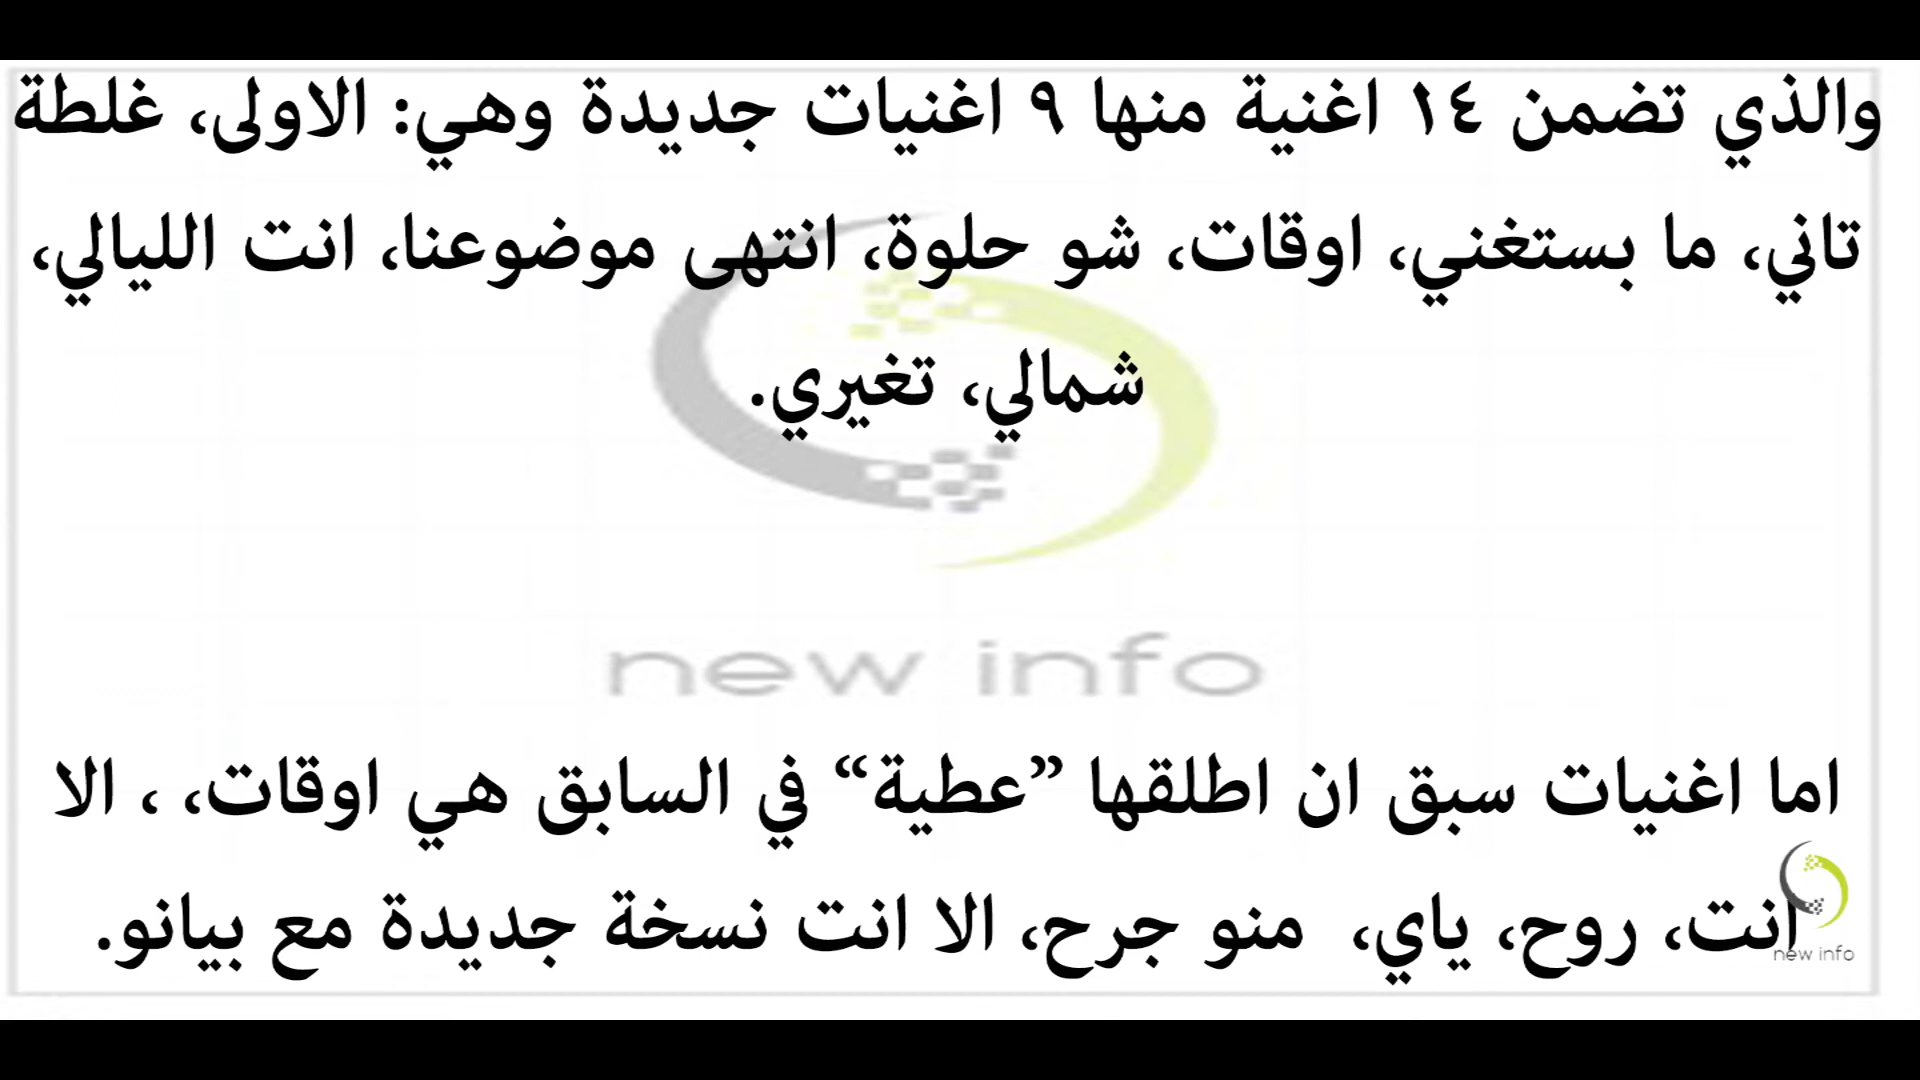 والذي تضمن ١٤ اغنية منها ٩ اغنيات جديدة وهي: الاولى، غلطة
تاني، ما بستغني، اوقات، شو حلوة، انتهى موضوعنا، انت الليالي،
شمالي، تغيري.
new info
اما اغنيات سبق ان اطلقها ”عطية“ في السابق هي اوقات، ، الا
انت، روح، ياي، منو جرح، الا انت نسخة جديدة مع بيانو.
new info